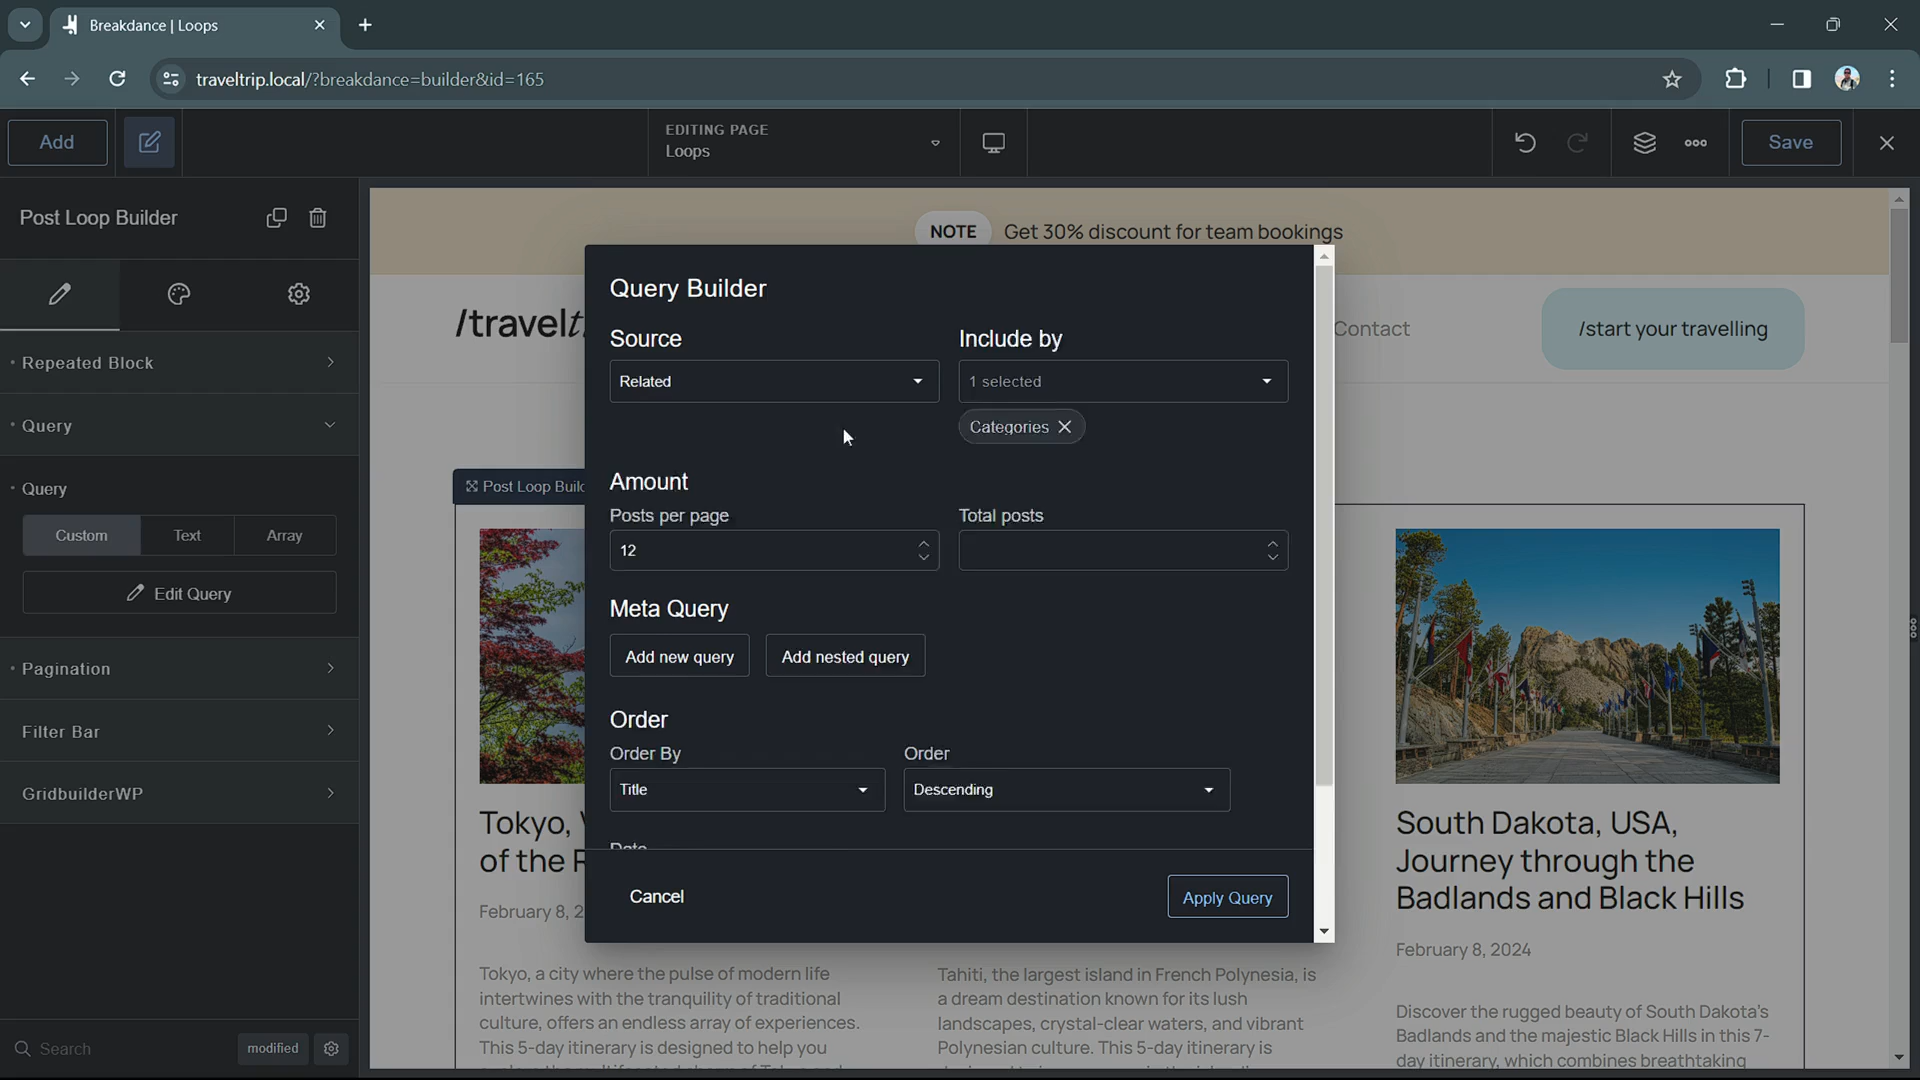 Breakdance | Loops
traveltrip.local/?breakdance=builder&id=165
Add
EDITING PAGE
Loops
Save
Post Loop Builder
Repeated Block
Query
Query
Custom
Text
Array
Edit Query
Pagination
Filter Bar
GridbuilderWP
Search
modified
NOTE Get 30% discount for team bookings
/travelt
Contact
/start your travelling
Post Loop Build
Query Builder
Source
Include by
Related
1 selected
Categories
Amount
Posts per page
Total posts
12
Meta Query
Add new query
Add nested query
Order
Order By
Order
Title
Descending
Date
Cancel
Apply Query
Tokyo,
of the R
February 8, 2
Tokyo, a city where the pulse of modern life
intertwines with the tranquility of traditional
culture, offers an endless array of experiences.
This 5-day itinerary is designed to help you
Tahiti, the largest island in French Polynesia, is
a dream destination known for its lush
landscapes, crystal-clear waters, and vibrant
Polynesian culture. This 5-day itinerary is
South Dakota, USA,
Journey through the
Badlands and Black Hills
February 8, 2024
Discover the rugged beauty of South Dakota's
Badlands and the majestic Black Hills in this 7-
day itinerary, which combines breathtaking